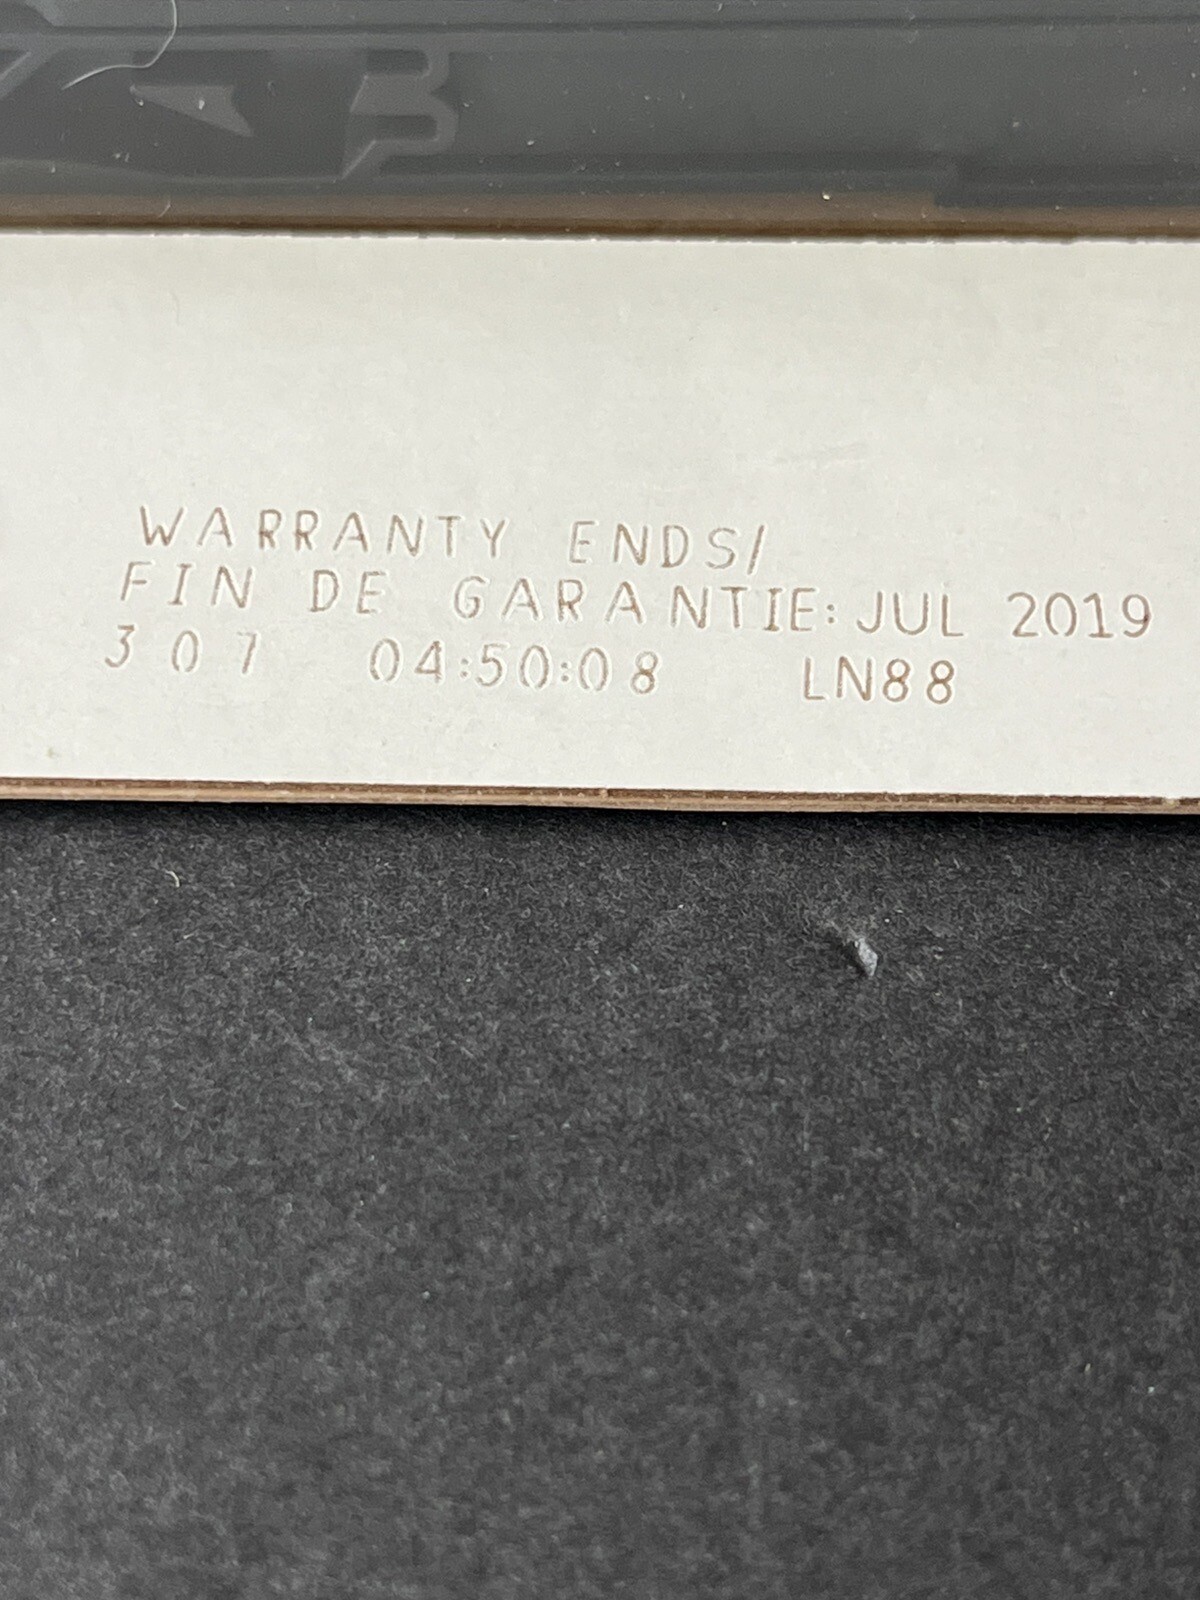 WARRANTY ENDS/
FIN DE GARANTIE: JUL 2019
307 04:50:08 LN88